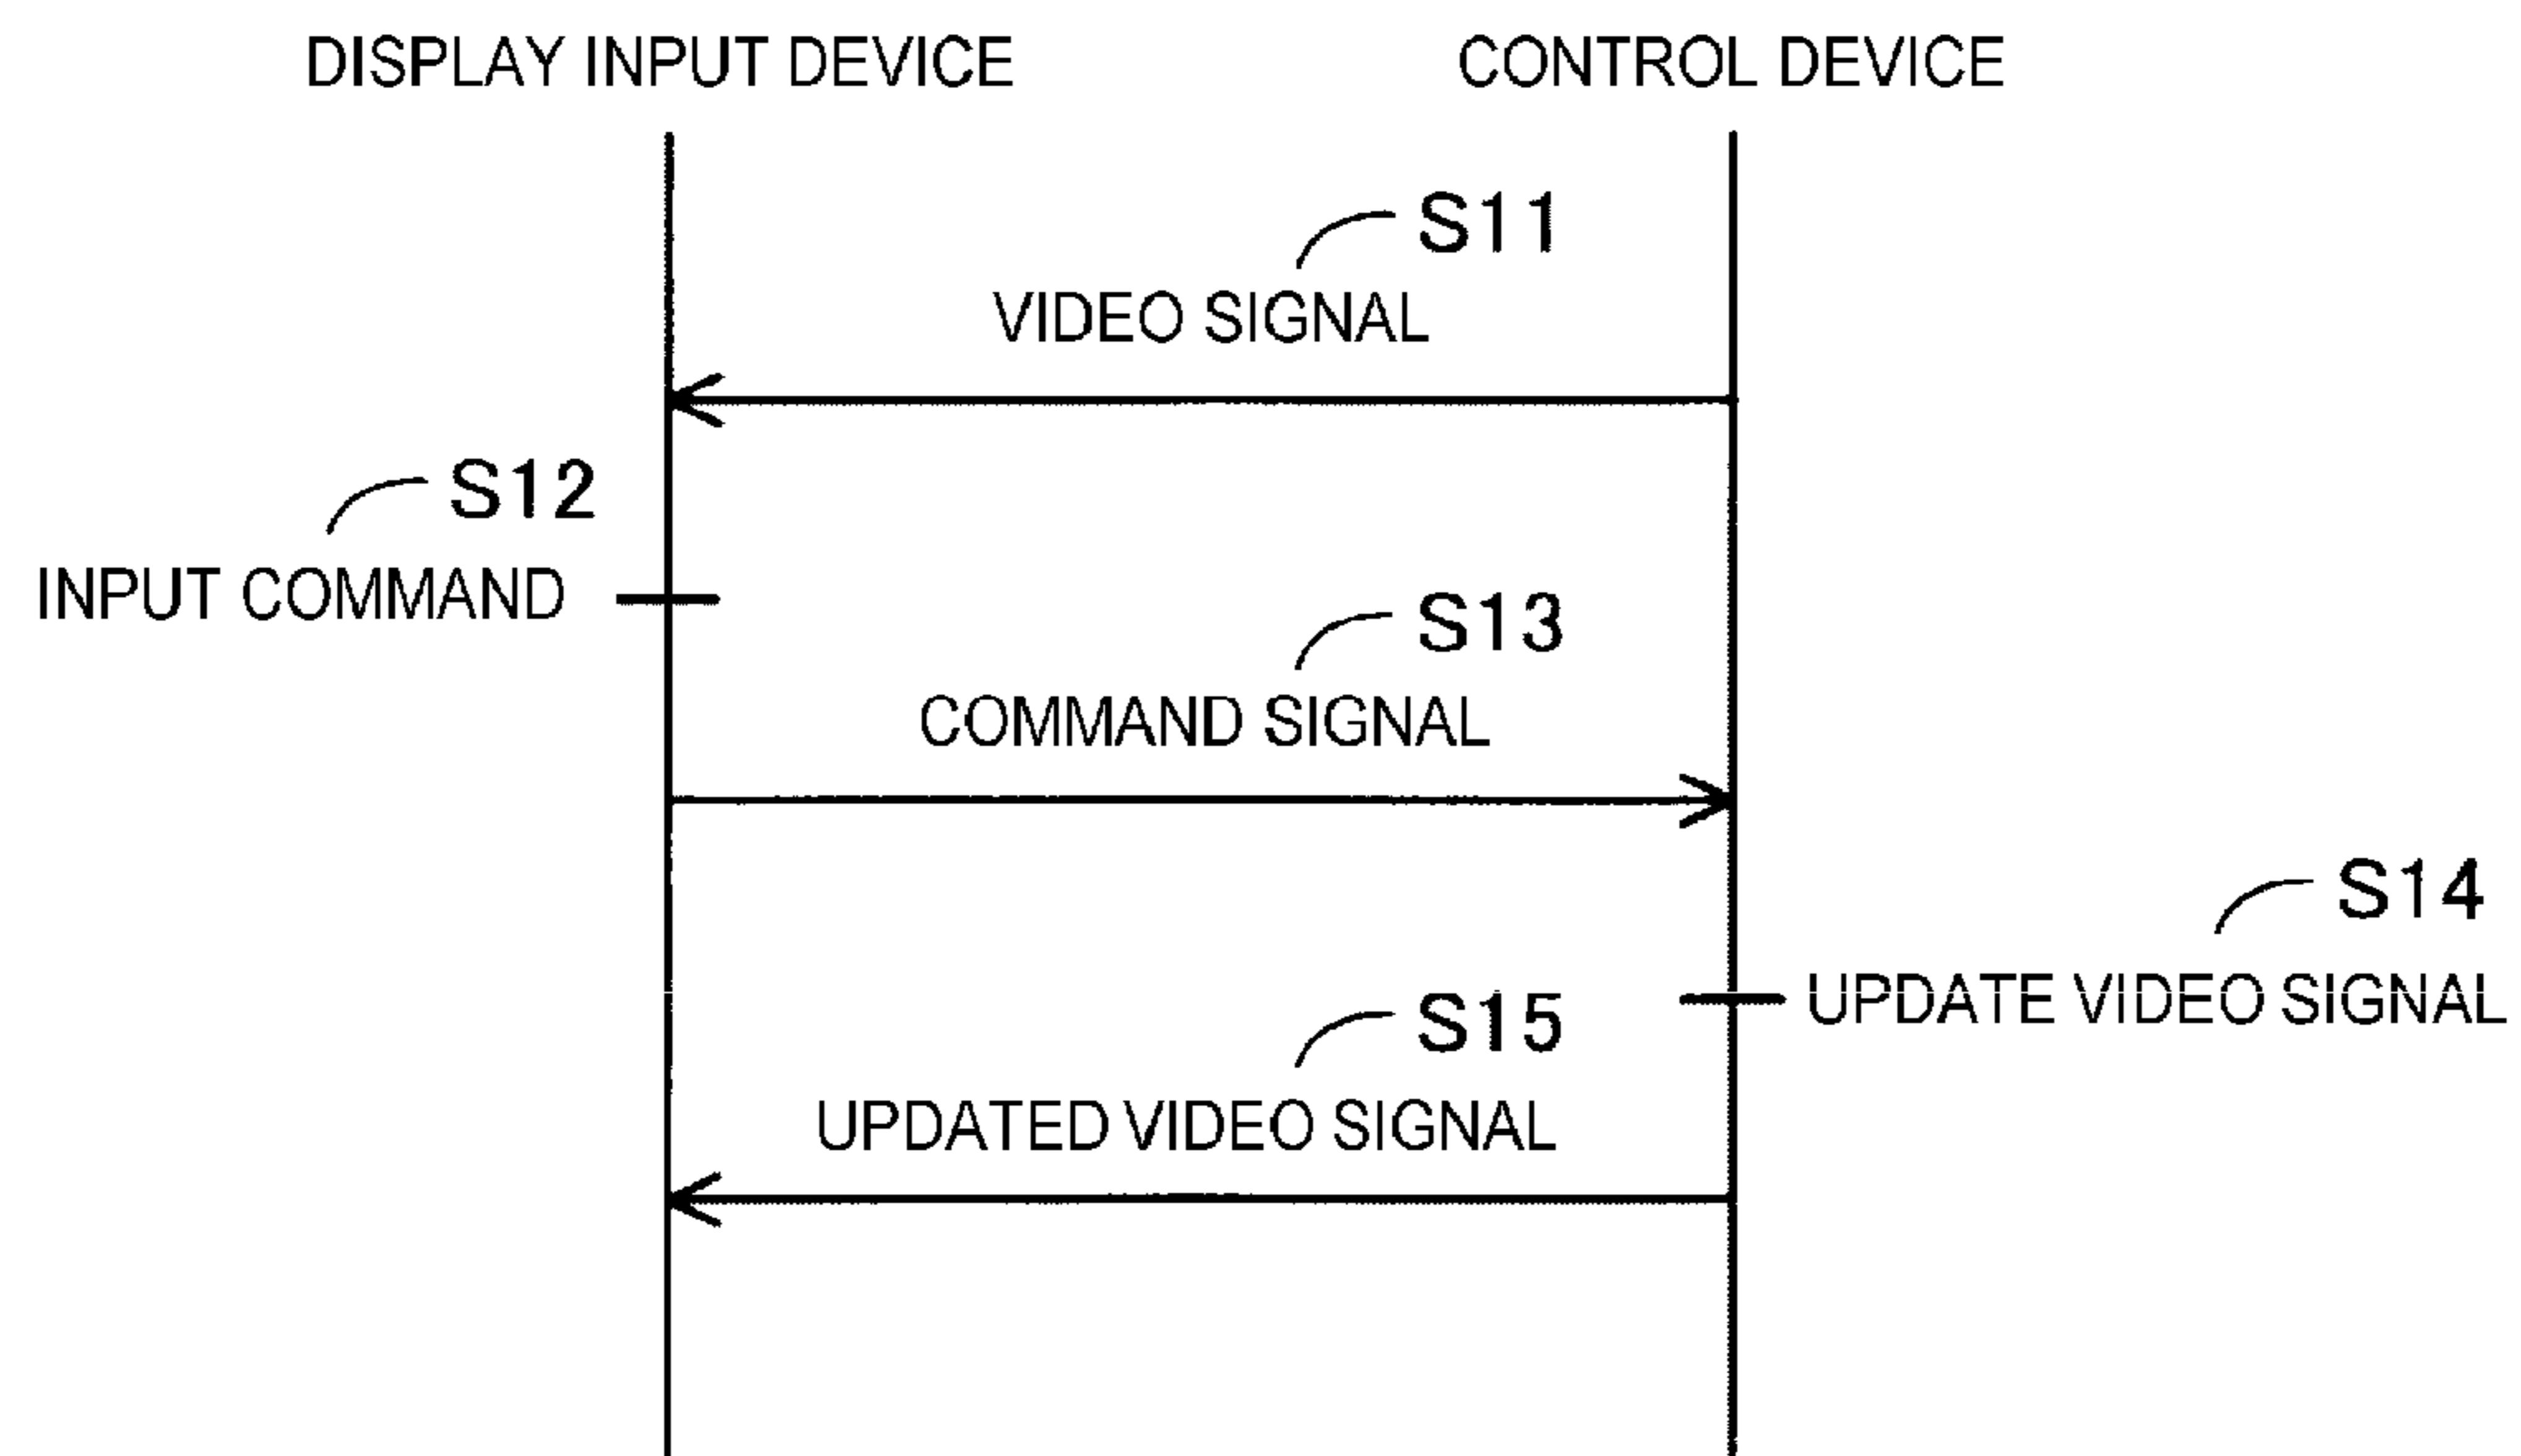 DISPLAY INPUT DEVICE
CONTROL DEVICE
S11
VIDEO SIGNAL
S12
INPUT COMMAND
S13
COMMAND SIGNAL
S14
UPDATE VIDEO SIGNAL
S15
UPDATED VIDEO SIGNAL